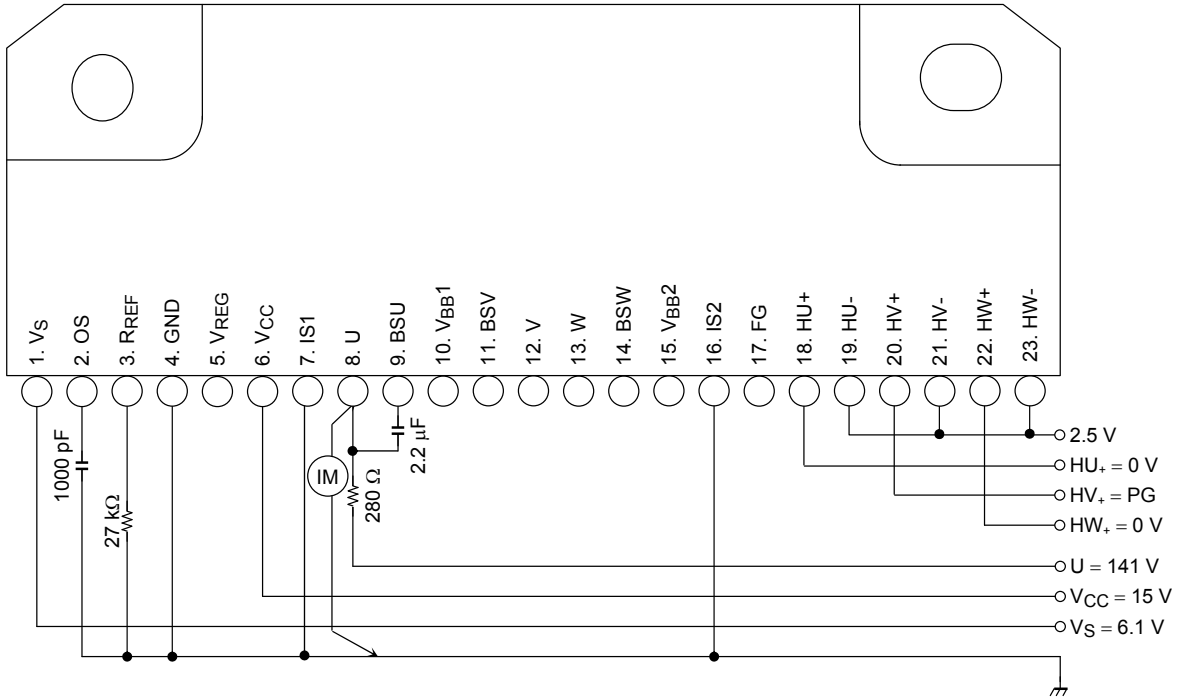 1. VS
2. OS
3. RREF
4. GND
5. VREG
6. VCC
7. IS1
8. U
9. BSU
10. VBB1
11. BSV
12. V
13. W
14. BSW
15. VBB2
16. IS2
17. FG
18. HU+
19. HU-
20. HV+
21. HV-
22. HW+
23. HW-
1000 pF
27 kΩ
IM
280 Ω
2.2 μF
2.5 V
HU+ = 0 V
HV+ = PG
HW+ = 0 V
U = 141 V
VCC = 15 V
VS = 6.1 V